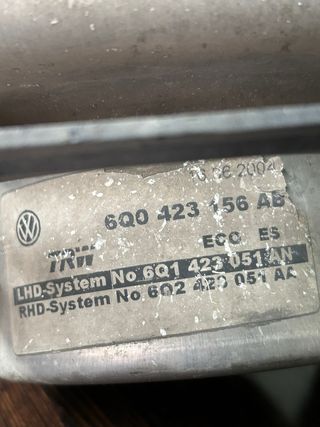 .06.2004
6Q0 423 156 AB
TRW
ECO ES
LHD-System No 6Q1 423 051 AN
RHD-System No 6Q2 423 051 AA